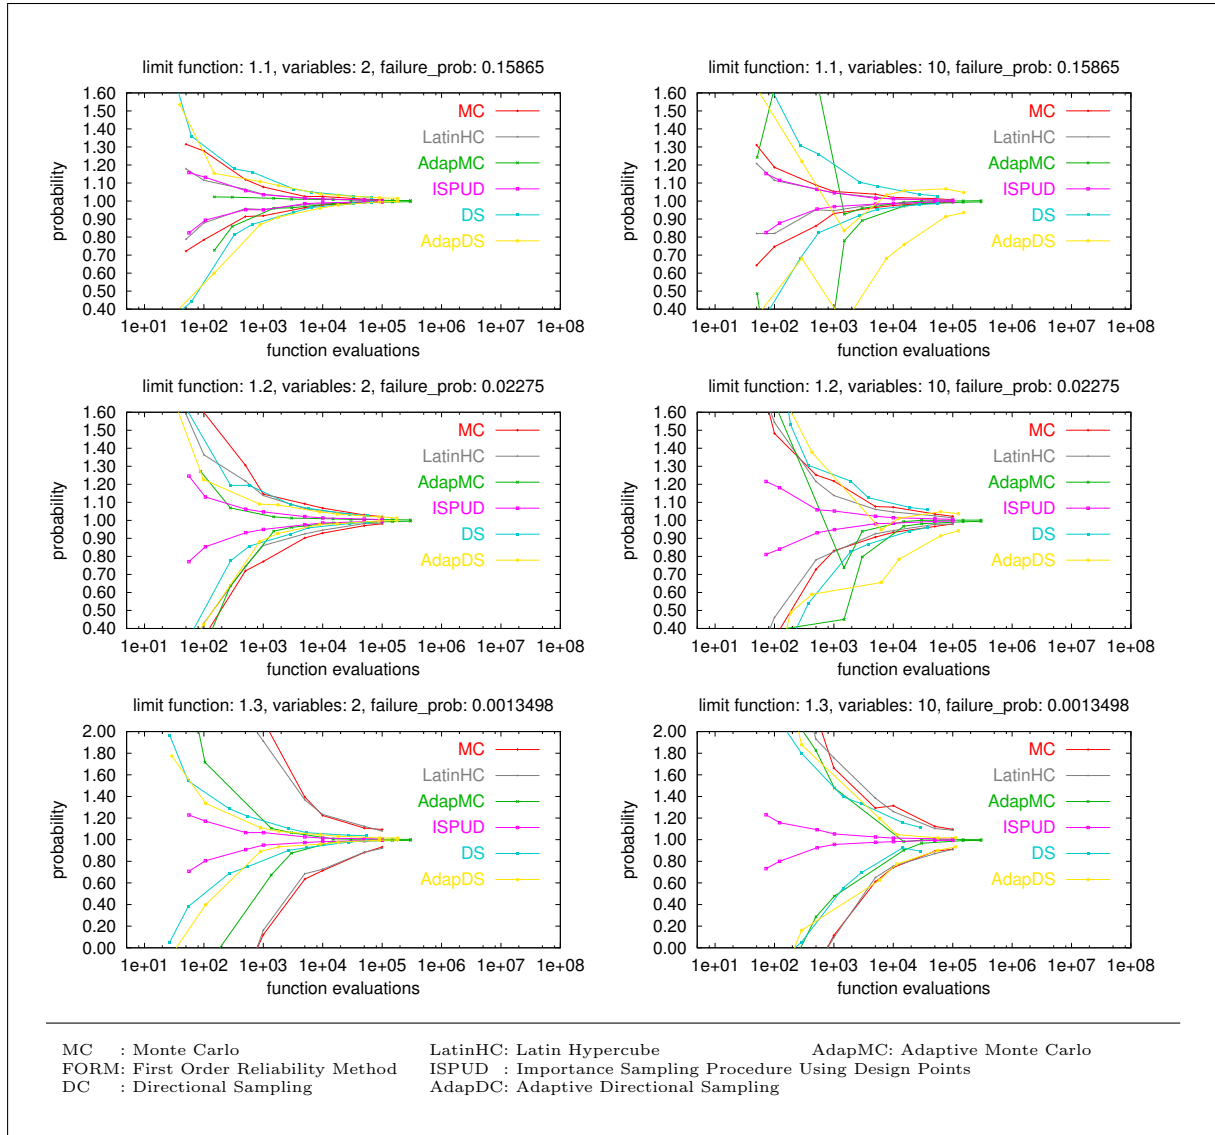 limit function: 1.1, variables: 2, failure_prob: 0.15865
probability
1.60
1.50
1.40
1.30
1.20
1.10
1.00
0.90
0.80
0.70
0.60
0.50
0.40
MC
LatinHC
AdapMC
ISPUD
DS
AdapDS
1e+01 1e+02 1e+03 1e+04 1e+05 1e+06 1e+07 1e+08
function evaluations
limit function: 1.1, variables: 10, failure_prob: 0.15865
probability
1.60
1.50
1.40
1.30
1.20
1.10
1.00
0.90
0.80
0.70
0.60
0.50
0.40
MC
LatinHC
AdapMC
ISPUD
DS
AdapDS
1e+01 1e+02 1e+03 1e+04 1e+05 1e+06 1e+07 1e+08
function evaluations
limit function: 1.2, variables: 2, failure_prob: 0.02275
probability
1.60
1.50
1.40
1.30
1.20
1.10
1.00
0.90
0.80
0.70
0.60
0.50
0.40
MC
LatinHC
AdapMC
ISPUD
DS
AdapDS
1e+01 1e+02 1e+03 1e+04 1e+05 1e+06 1e+07 1e+08
function evaluations
limit function: 1.2, variables: 10, failure_prob: 0.02275
probability
1.60
1.50
1.40
1.30
1.20
1.10
1.00
0.90
0.80
0.70
0.60
0.50
0.40
MC
LatinHC
AdapMC
ISPUD
DS
AdapDS
1e+01 1e+02 1e+03 1e+04 1e+05 1e+06 1e+07 1e+08
function evaluations
limit function: 1.3, variables: 2, failure_prob: 0.0013498
probability
2.00
1.80
1.60
1.40
1.20
1.00
0.80
0.60
0.40
0.20
0.00
MC
LatinHC
AdapMC
ISPUD
DS
AdapDS
1e+01 1e+02 1e+03 1e+04 1e+05 1e+06 1e+07 1e+08
function evaluations
limit function: 1.3, variables: 10, failure_prob: 0.0013498
probability
2.00
1.80
1.60
1.40
1.20
1.00
0.80
0.60
0.40
0.20
0.00
MC
LatinHC
AdapMC
ISPUD
DS
AdapDS
1e+01 1e+02 1e+03 1e+04 1e+05 1e+06 1e+07 1e+08
function evaluations
MC : Monte Carlo LatinHC: Latin Hypercube AdapMC: Adaptive Monte Carlo
FORM: First Order Reliability Method ISPUD : Importance Sampling Procedure Using Design Points
DC : Directional Sampling AdapDC: Adaptive Directional Sampling